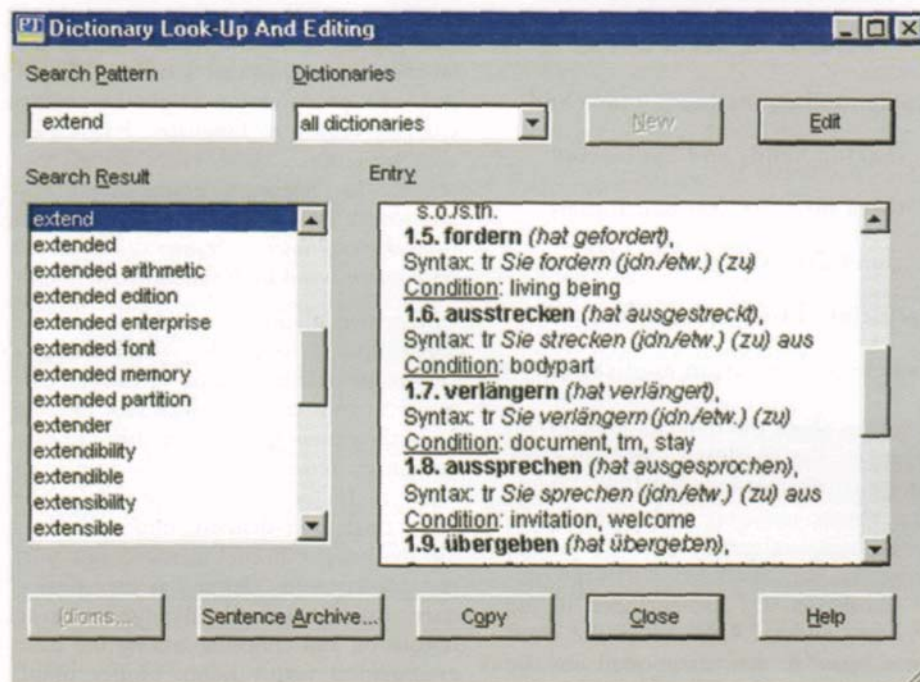 PT Dictionary Look-Up And Editing
Search Pattern
Dictionaries
extend
all dictionaries
New
Edit
Search Result
Entry
extend
extended
extended arithmetic
extended edition
extended enterprise
extended font
extended memory
extended partition
extender
extendibility
extendible
extensibility
extensible
s.o./s.th.
1.5. fordern (hat gefordert),
Syntax: tr Sie fordern (jdn./etw.) (zu)
Condition: living being
1.6. ausstrecken (hat ausgestreckt),
Syntax: tr Sie strecken (jdn/etw.) (zu) aus
Condition: bodypart
1.7. verlängern (hat verlängert),
Syntax: tr Sie verlängern (jdn./etw.) (zu)
Condition: document, tm, stay
1.8. aussprechen (hat ausgesprochen),
Syntax: tr Sie sprechen (jdn/etw.) (zu) aus
Condition: invitation, welcome
1.9. übergeben (hat übergeben),
Idioms...
Sentence Archive...
Copy
Close
Help